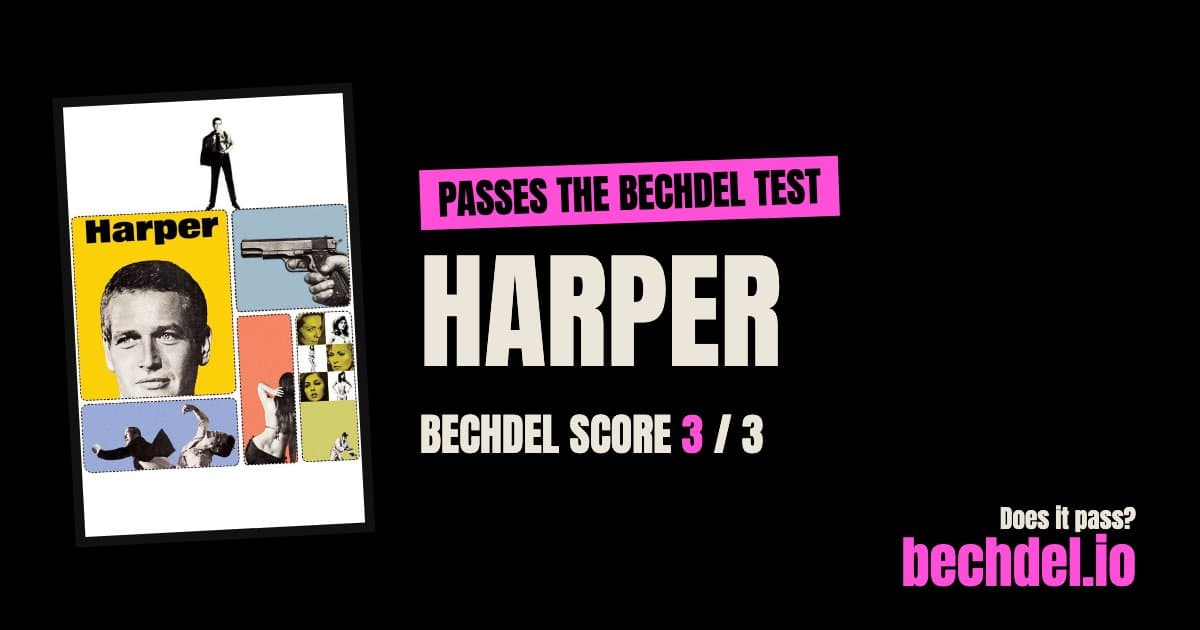 Harper
PASSES THE BECHDEL TEST
HARPER
BECHDEL SCORE 3 / 3
Does it pass?
bechdel.io